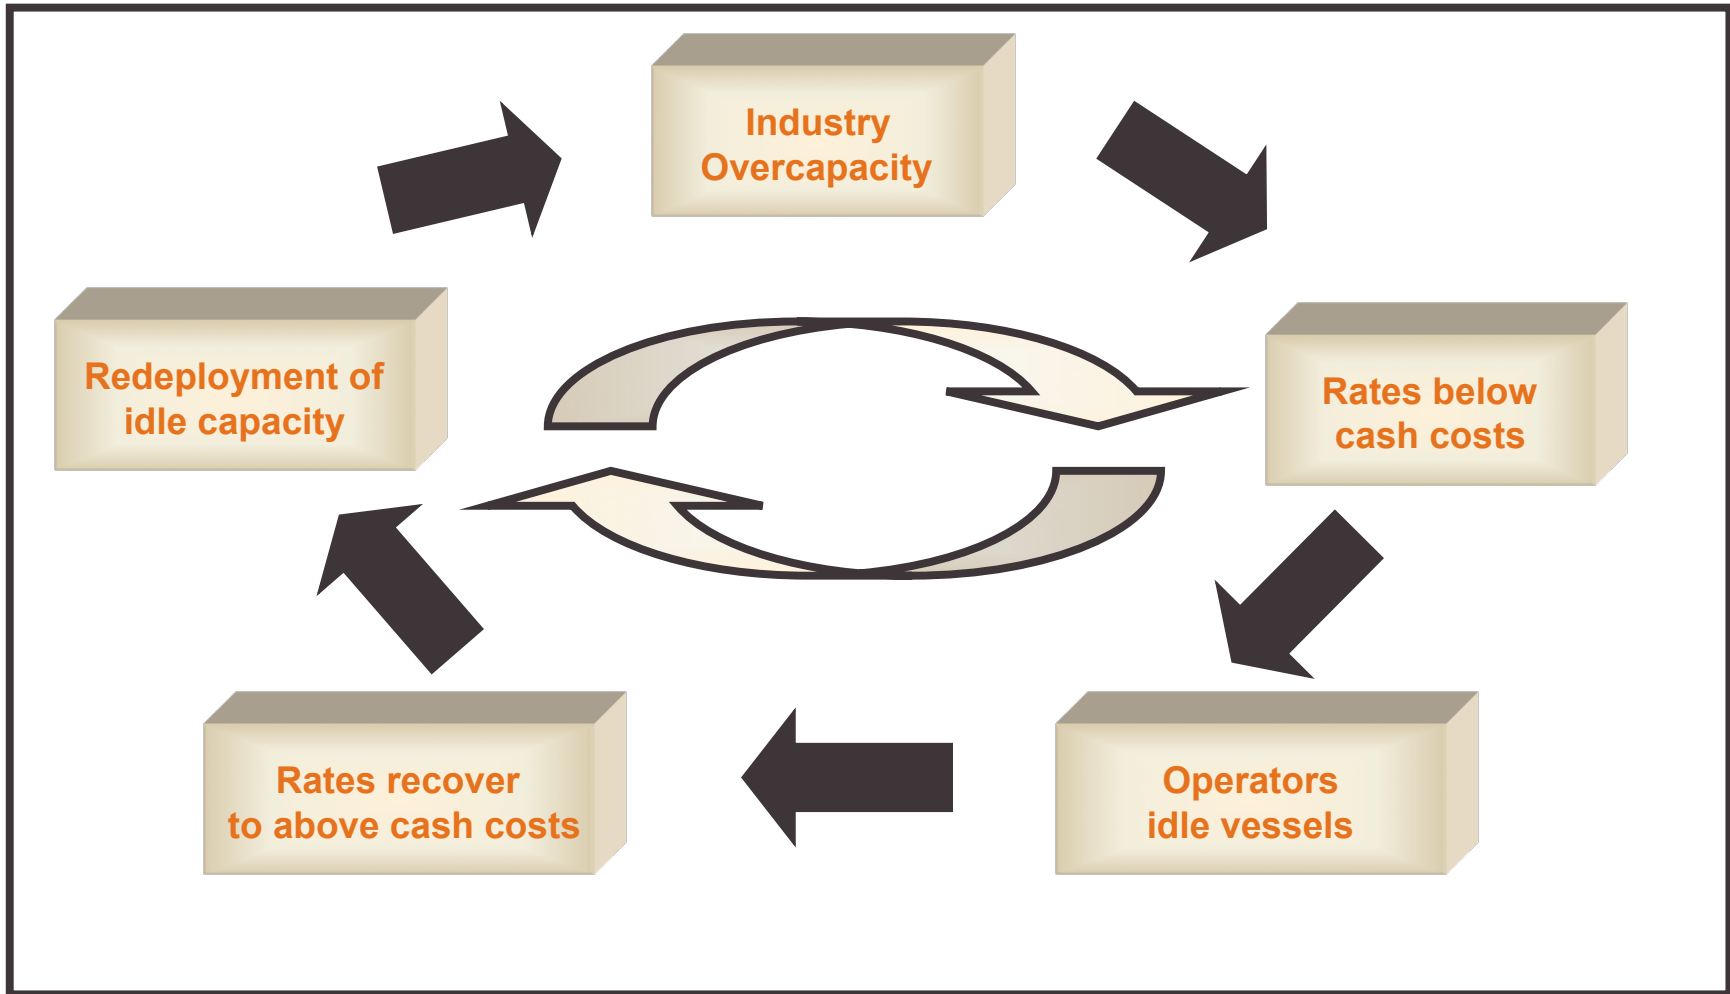 Industry
Overcapacity
Redeployment of
idle capacity
Rates below
cash costs
Rates recover
to above cash costs
Operators
idle vessels